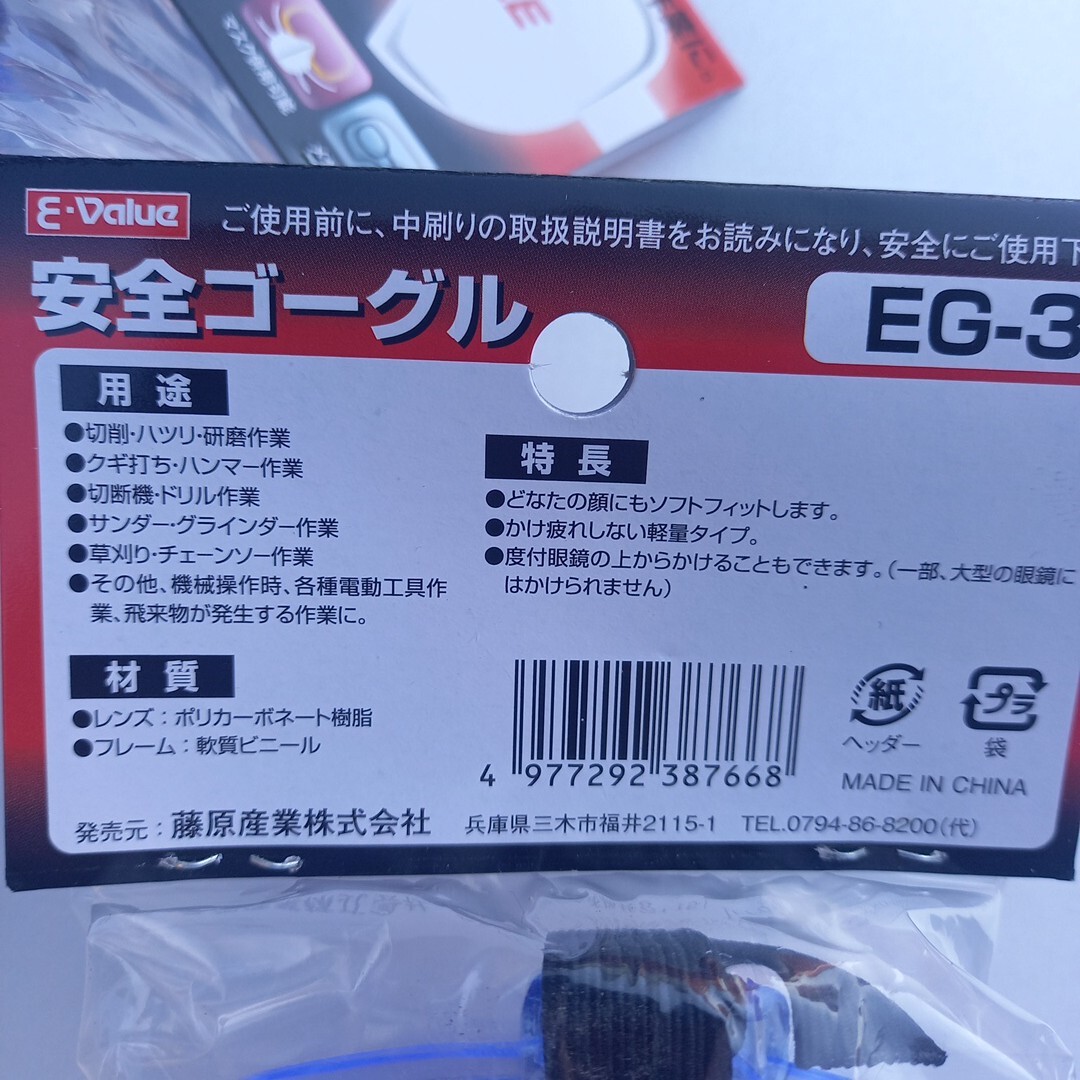 に。
マスク併用可能
E·Value
ご使用前に、中刷りの取扱説明書をお読みになり、安全にご使用下
安全ゴーグル
EG-3
用途
●切削・ハツリ・研磨作業
●クギ打ち・ハンマー作業
●切断機・ドリル作業
●サンダー・グラインダー作業
●草刈り・チェーンソー作業
●その他、機械操作時、各種電動工具作
業、飛来物が発生する作業に。
特長
●どなたの顔にもソフトフィットします。
●かけ疲れしない軽量タイプ。
●度付眼鏡の上からかけることもできます。(一部、大型の眼鏡に
はかけられません)
材質
●レンズ：ポリカーボネート樹脂
●フレーム：軟質ビニール
4 977292 387668
紙
ヘッダー
プラ
袋
MADE IN CHINA
発売元：藤原産業株式会社 兵庫県三木市福井2115-1 TEL.0794-86-8200(代)